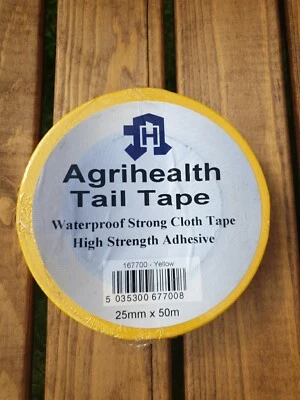 H
Agrihealth
Tail Tape
Waterproof Strong Cloth Tape
High Strength Adhesive
167700 - Yellow
5 035300 677008
25mm x 50m